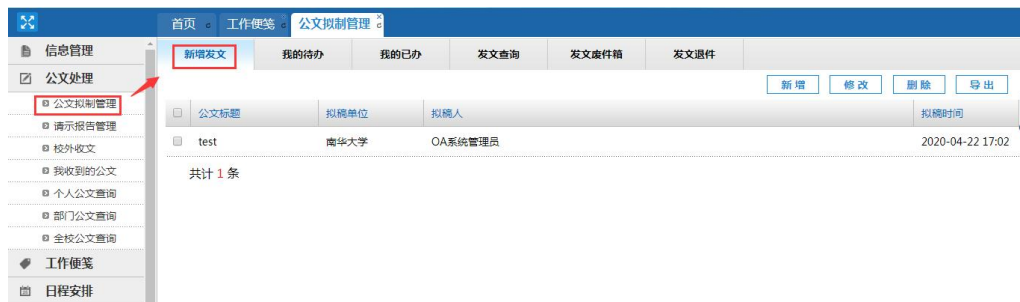 首页 工作便笺 公文拟制管理
信息管理
新增发文 我的待办 我的已办 发文查询 发文废件箱 发文退件
公文处理
新增 修改 删除 导出
公文拟制管理
公文标题 拟稿单位 拟稿人 拟稿时间
请示报告管理
test 南华大学 OA系统管理员 2020-04-22 17:02
校外收文
我收到的公文
共计 1 条
个人公文查询
部门公文查询
全校公文查询
工作便笺
日程安排